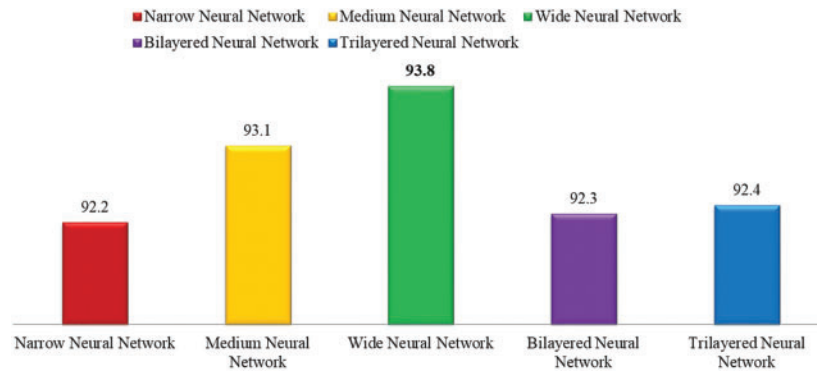 Narrow Neural Network Medium Neural Network Wide Neural Network
Bilayered Neural Network Trilayered Neural Network
93.8
93.1
92.2
92.3
92.4
Narrow Neural Network
Medium Neural
Network
Wide Neural Network
Bilayered Neural
Network
Trilayered Neural
Network